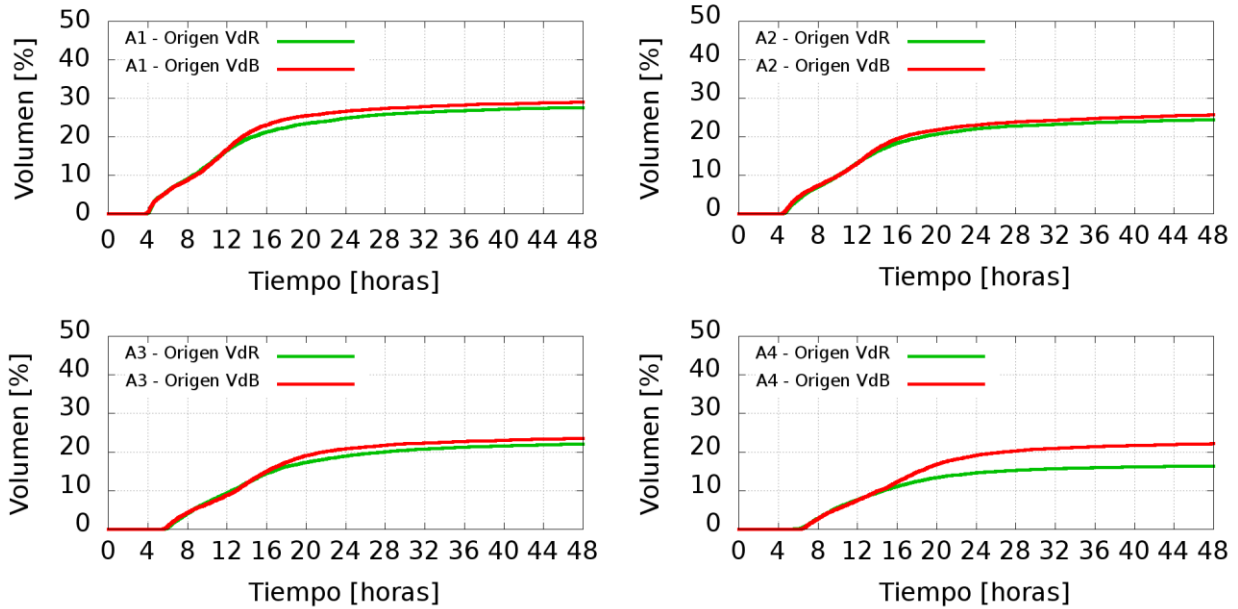 Volumen [%]
50
40
30
20
10
0
A1 - Origen VdR
A1 - Origen VdB
0 4 8 12 16 20 24 28 32 36 40 44 48
Tiempo [horas]
Volumen [%]
50
40
30
20
10
0
A2 - Origen VdR
A2 - Origen VdB
0 4 8 12 16 20 24 28 32 36 40 44 48
Tiempo [horas]
Volumen [%]
50
40
30
20
10
0
A3 - Origen VdR
A3 - Origen VdB
0 4 8 12 16 20 24 28 32 36 40 44 48
Tiempo [horas]
Volumen [%]
50
40
30
20
10
0
A4 - Origen VdR
A4 - Origen VdB
0 4 8 12 16 20 24 28 32 36 40 44 48
Tiempo [horas]